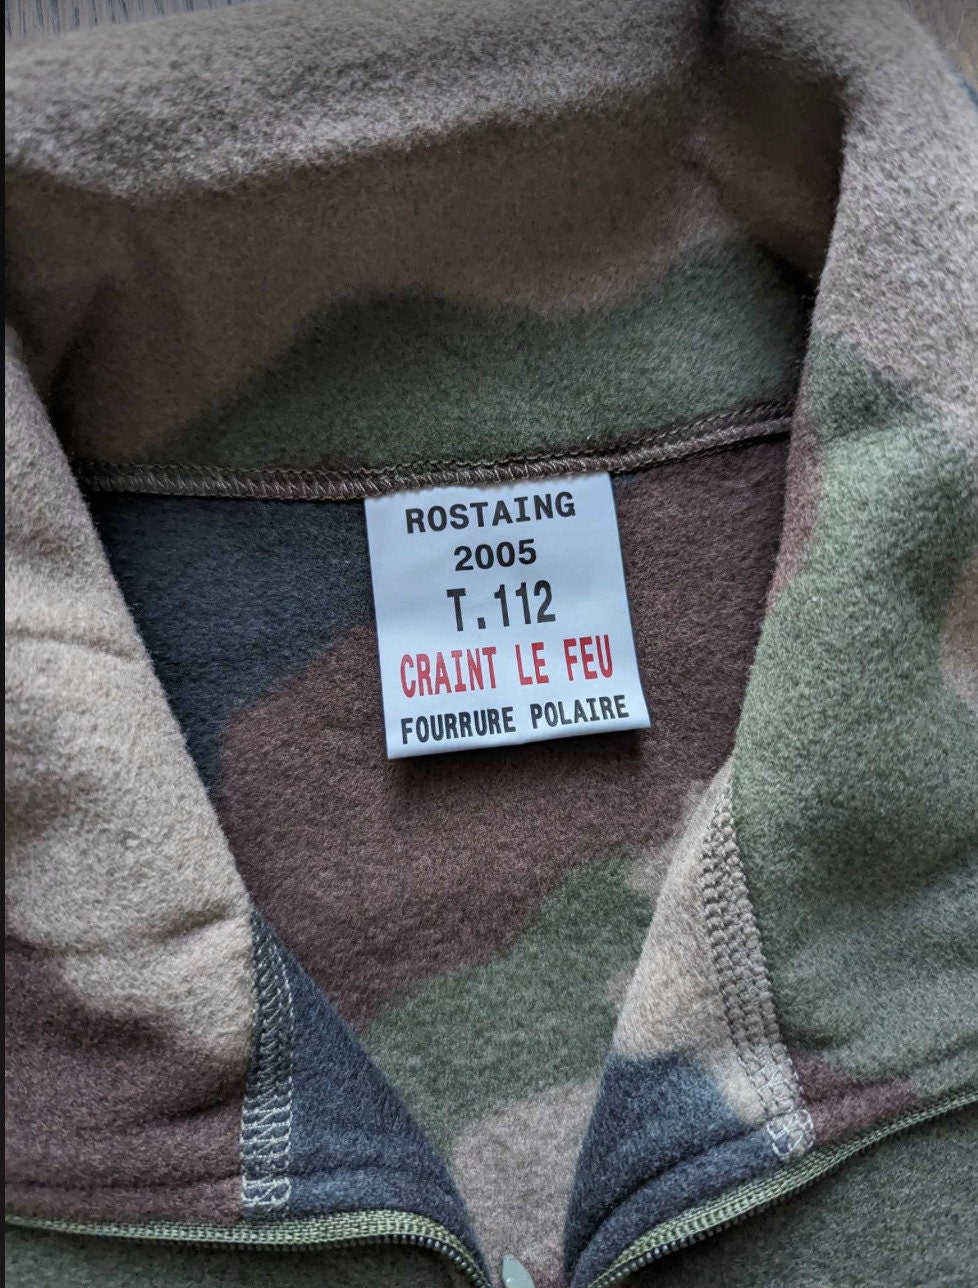 ROSTAING
2005
T.112
CRAINT LE FEU
FOURRURE POLAIRE